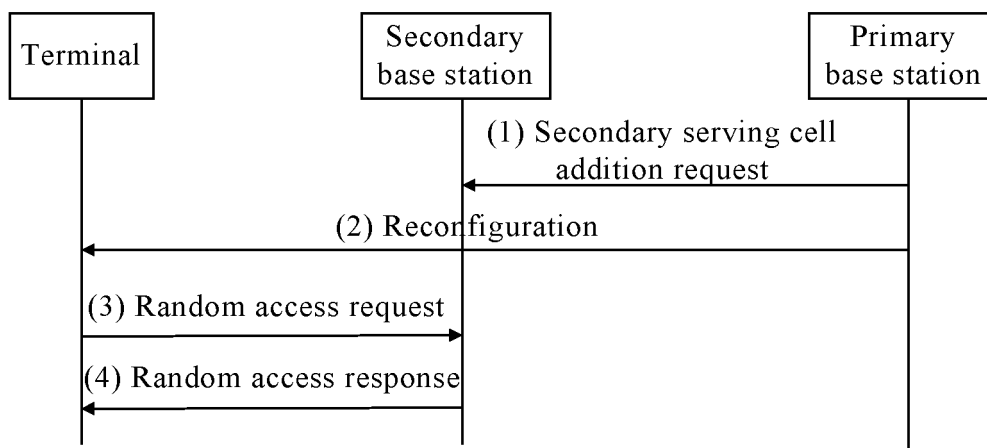 Terminal
Secondary
base station
Primary
base station
(1) Secondary serving cell
addition request
(2) Reconfiguration
(3) Random access request
(4) Random access response